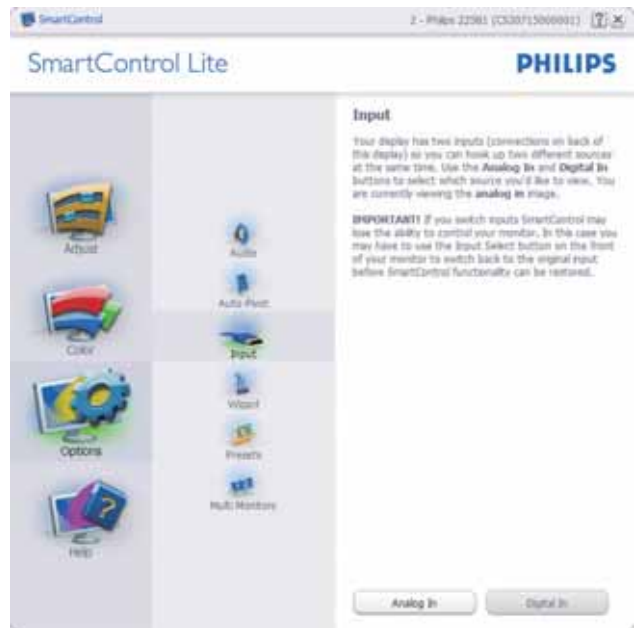 SmartControl
2 - Philips 225B1
?
SmartControl Lite
PHILIPS
Adjust
Color
Options
Help
Audio
Auto Pivot
Input
Wizard
Presets
Multi Monitors
Input
Your display has two inputs (connections on back of
this display) so you can hook up two different sources
at the same time. Use the Analog In and Digital In
buttons to select which source you'd like to view. You
are currently viewing the analog in image.
IMPORTANT! If you switch inputs SmartControl may
lose the ability to control your monitor. In this case you
may have to use the Input Select button on the front
of your monitor to switch back to the original input
before SmartControl functionality can be restored.
Analog In
Digital In